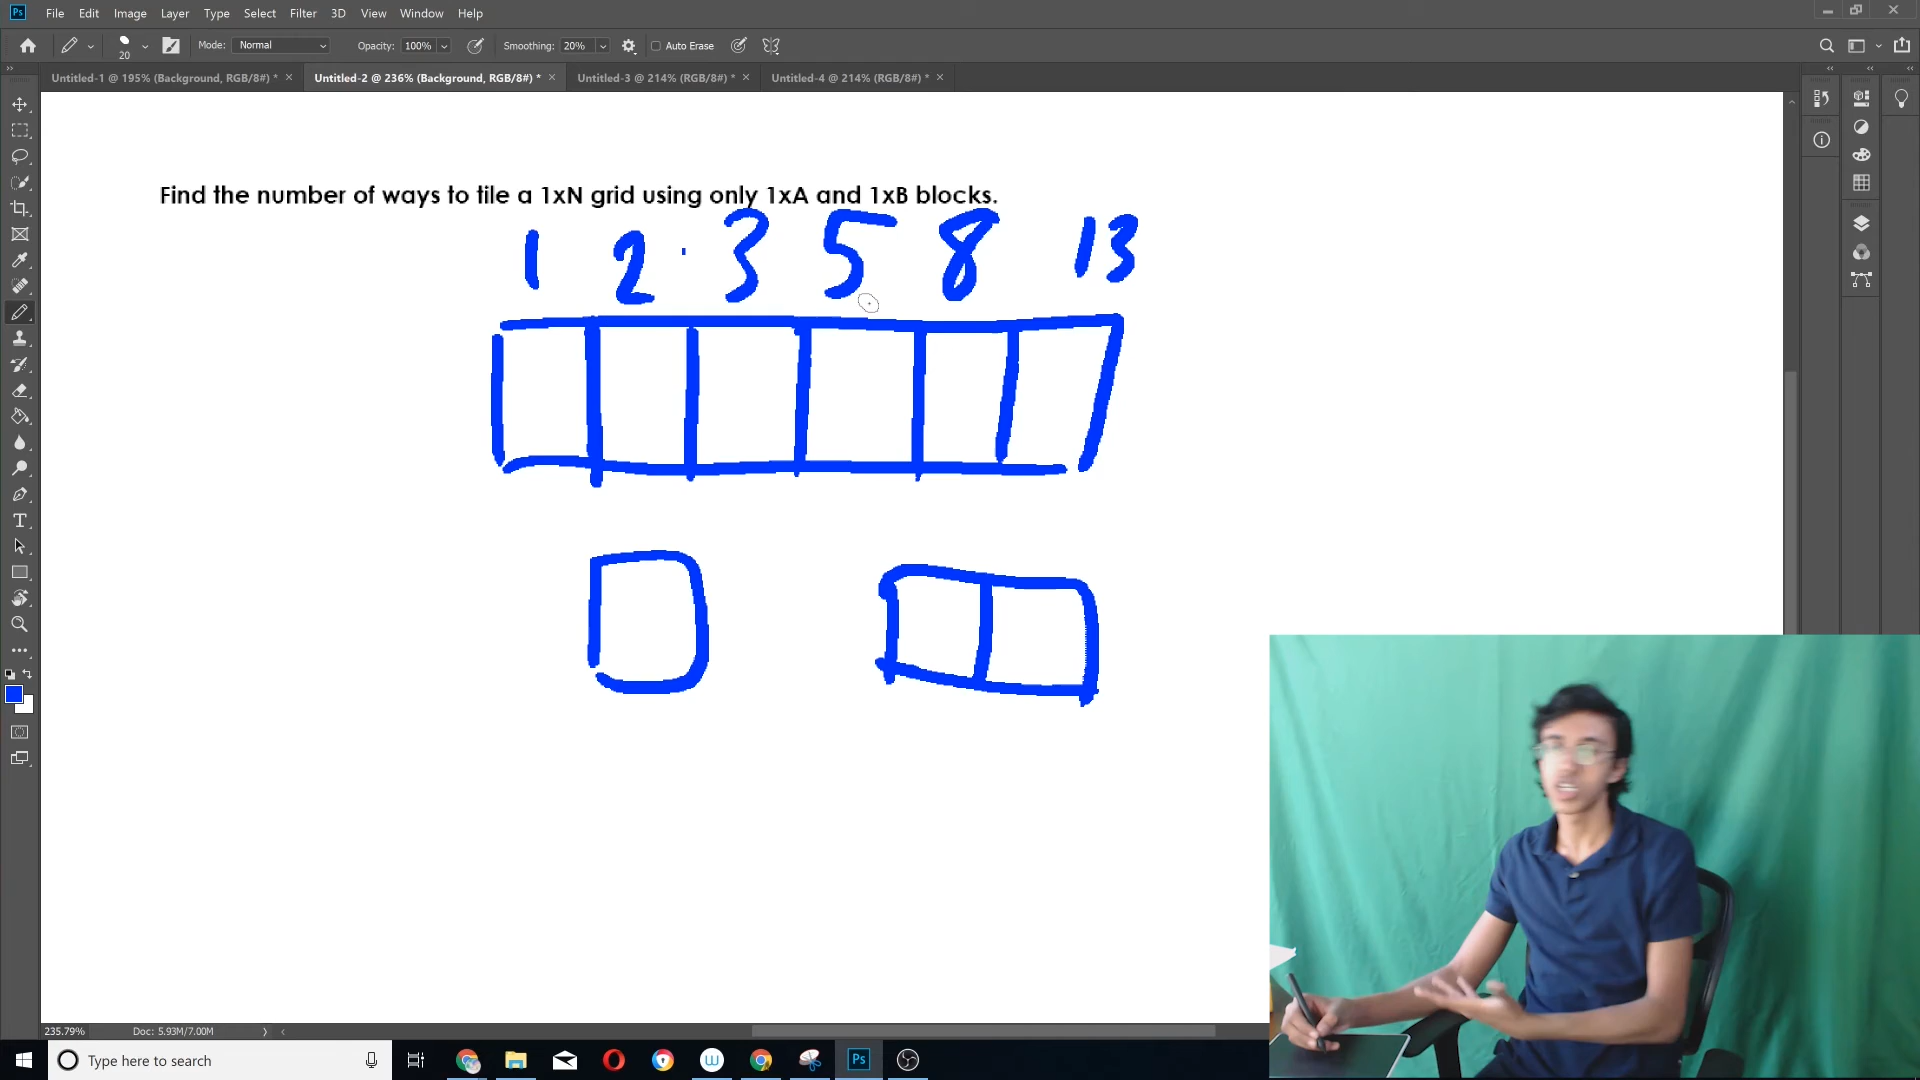 Ps File Edit Image Layer Type Select Filter 3D View Window Help
20 Mode: Normal Opacity: 100% Smoothing: 20% Auto Erase
Untitled-1 @ 195% (Background, RGB/8#) * Untitled-2 @ 236% (Background, RGB/8#) * Untitled-3 @ 214% (RGB/8#) * Untitled-4 @ 214% (RGB/8#) *
Find the number of ways to tile a 1xN grid using only 1xA and 1xB blocks.
1 2 3 5 8 13
235.79% Doc: 5.93M/7.00M
Type here to search Ps